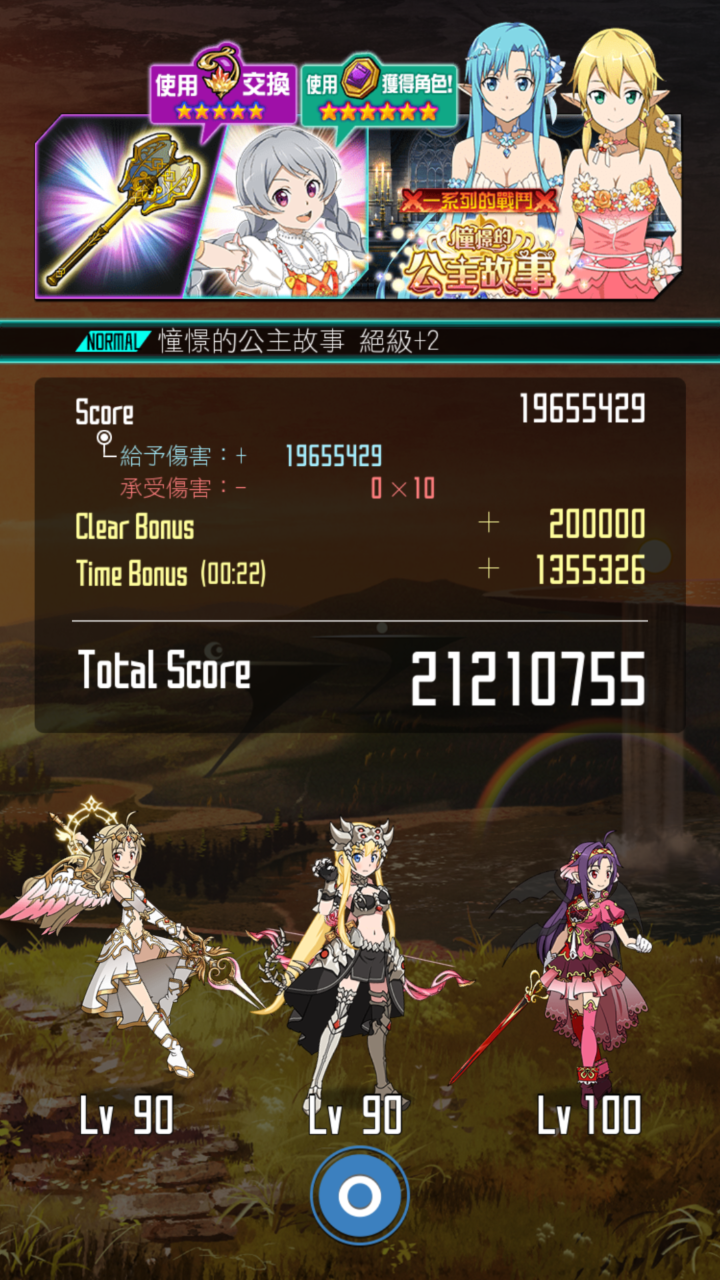 使用 交換
使用 獲得角色!
一系列的戰鬥
憧憬的
公主故事
NORMAL 憧憬的公主故事 絕級+2
Score 19655429
給予傷害：+ 19655429
承受傷害：- 0 × 10
Clear Bonus + 200000
Time Bonus (00:22) + 1355326
Total Score 21210755
Lv 90 Lv 90 Lv 100